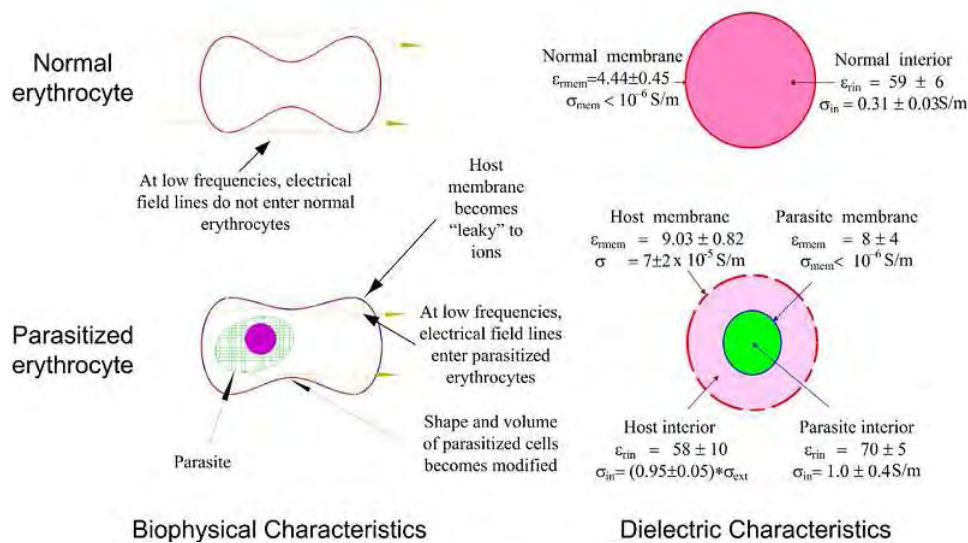 Normal
erythrocyte
At low frequencies, electrical
field lines do not enter normal
erythrocytes
Normal membrane
εrmem=4.44±0.45
σmem < 10-6 S/m
Normal interior
εrin = 59 ± 6
σin = 0.31 ± 0.03S/m
Host
membrane
becomes
“leaky” to
ions
Parasitized
erythrocyte
At low frequencies,
electrical field lines
enter parasitized
erythrocytes
Parasite
Shape and volume
of parasitized cells
becomes modified
Host membrane
εrmem = 9.03 ± 0.82
σ = 7±2 x 10-5 S/m
Parasite membrane
εrmem = 8 ± 4
σmem< 10-6 S/m
Host interior
εrin = 58 ± 10
σin= (0.95±0.05)*σext
Parasite interior
εrin = 70 ± 5
σin= 1.0 ± 0.4S/m
Biophysical Characteristics
Dielectric Characteristics